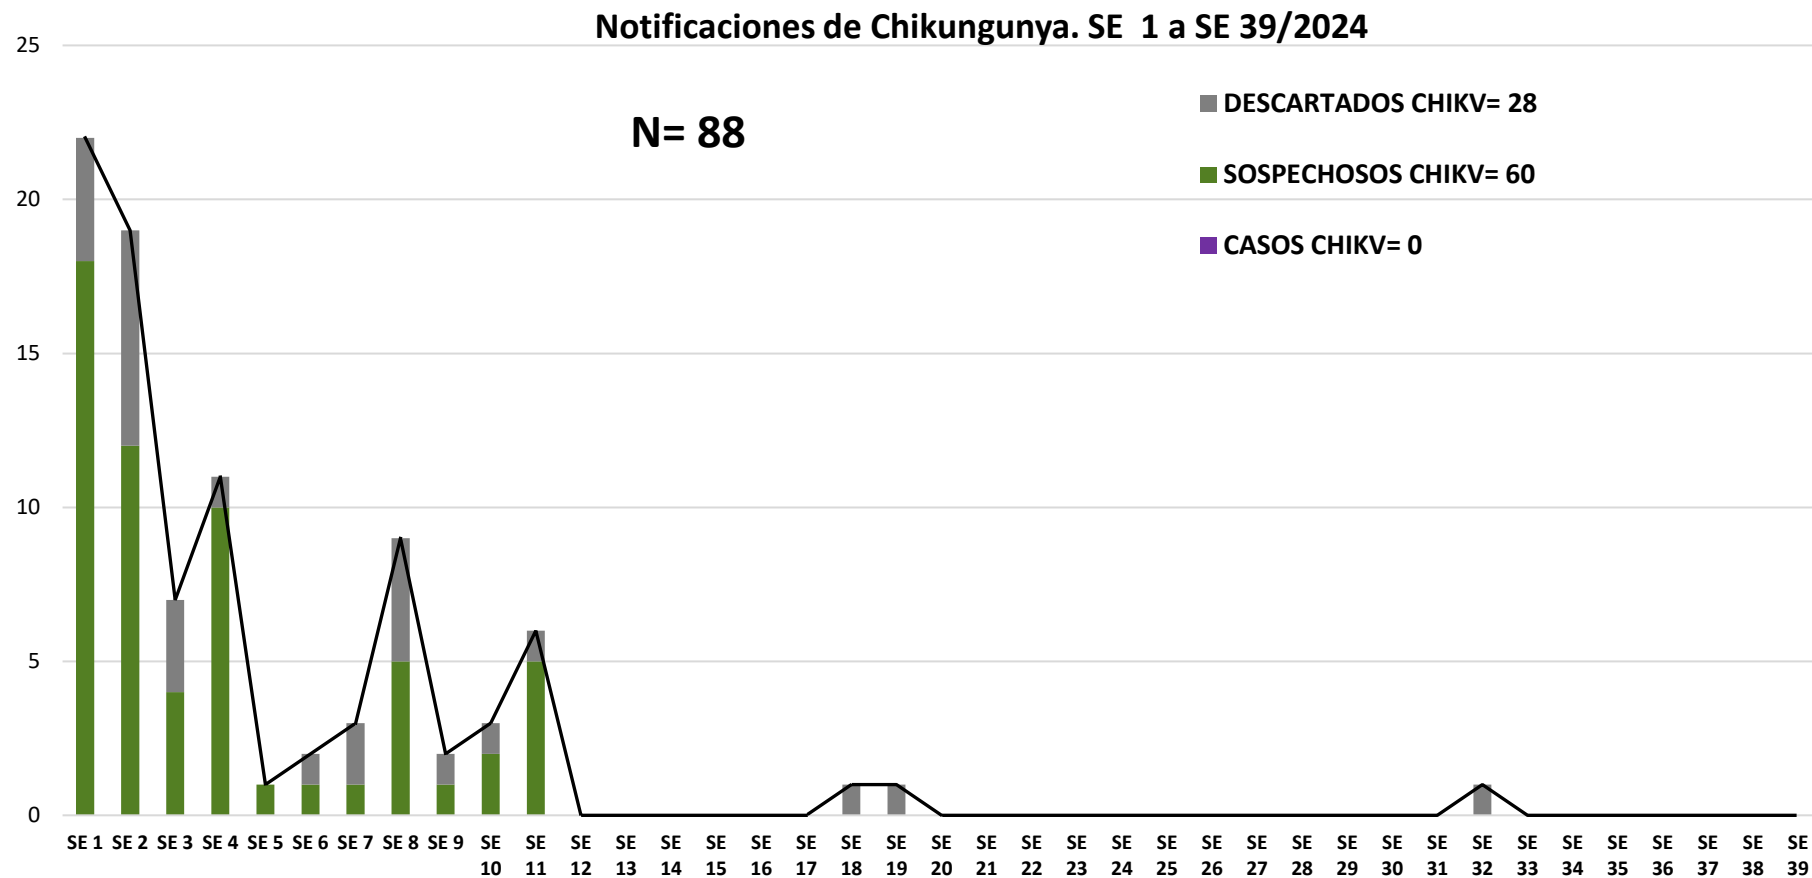 Notificaciones de Chikungunya. SE  1 a SE 39/2024
25
20
15
10
5
0
N= 88
DESCARTADOS CHIKV= 28
SOSPECHOSOS CHIKV= 60
CASOS CHIKV= 0
SE 1 SE 2 SE 3 SE 4 SE 5 SE 6 SE 7 SE 8 SE 9 SE SE SE SE SE SE SE SE SE SE SE SE SE SE SE SE SE SE SE SE SE SE SE SE SE SE SE SE SE SE
10 11 12 13 14 15 16 17 18 19 20 21 22 23 24 25 26 27 28 29 30 31 32 33 34 35 36 37 38 39